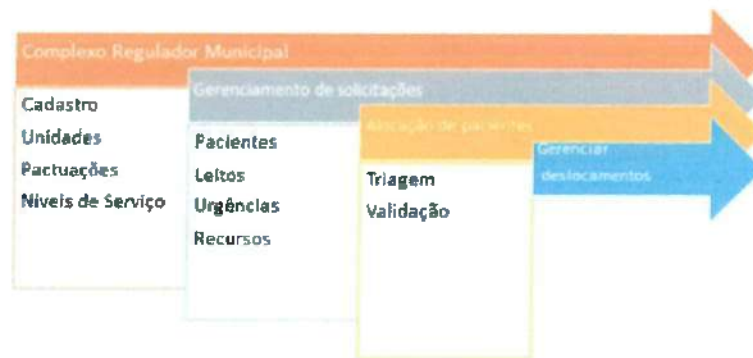 Complexo Regulador Municipal
Cadastro
Unidades
Pactuações
Níveis de Serviço
Gerenciamento de solicitações
Pacientes
Leitos
Urgências
Recursos
Alocação de pacientes
Triagem
Validação
Gerenciar
deslocamentos